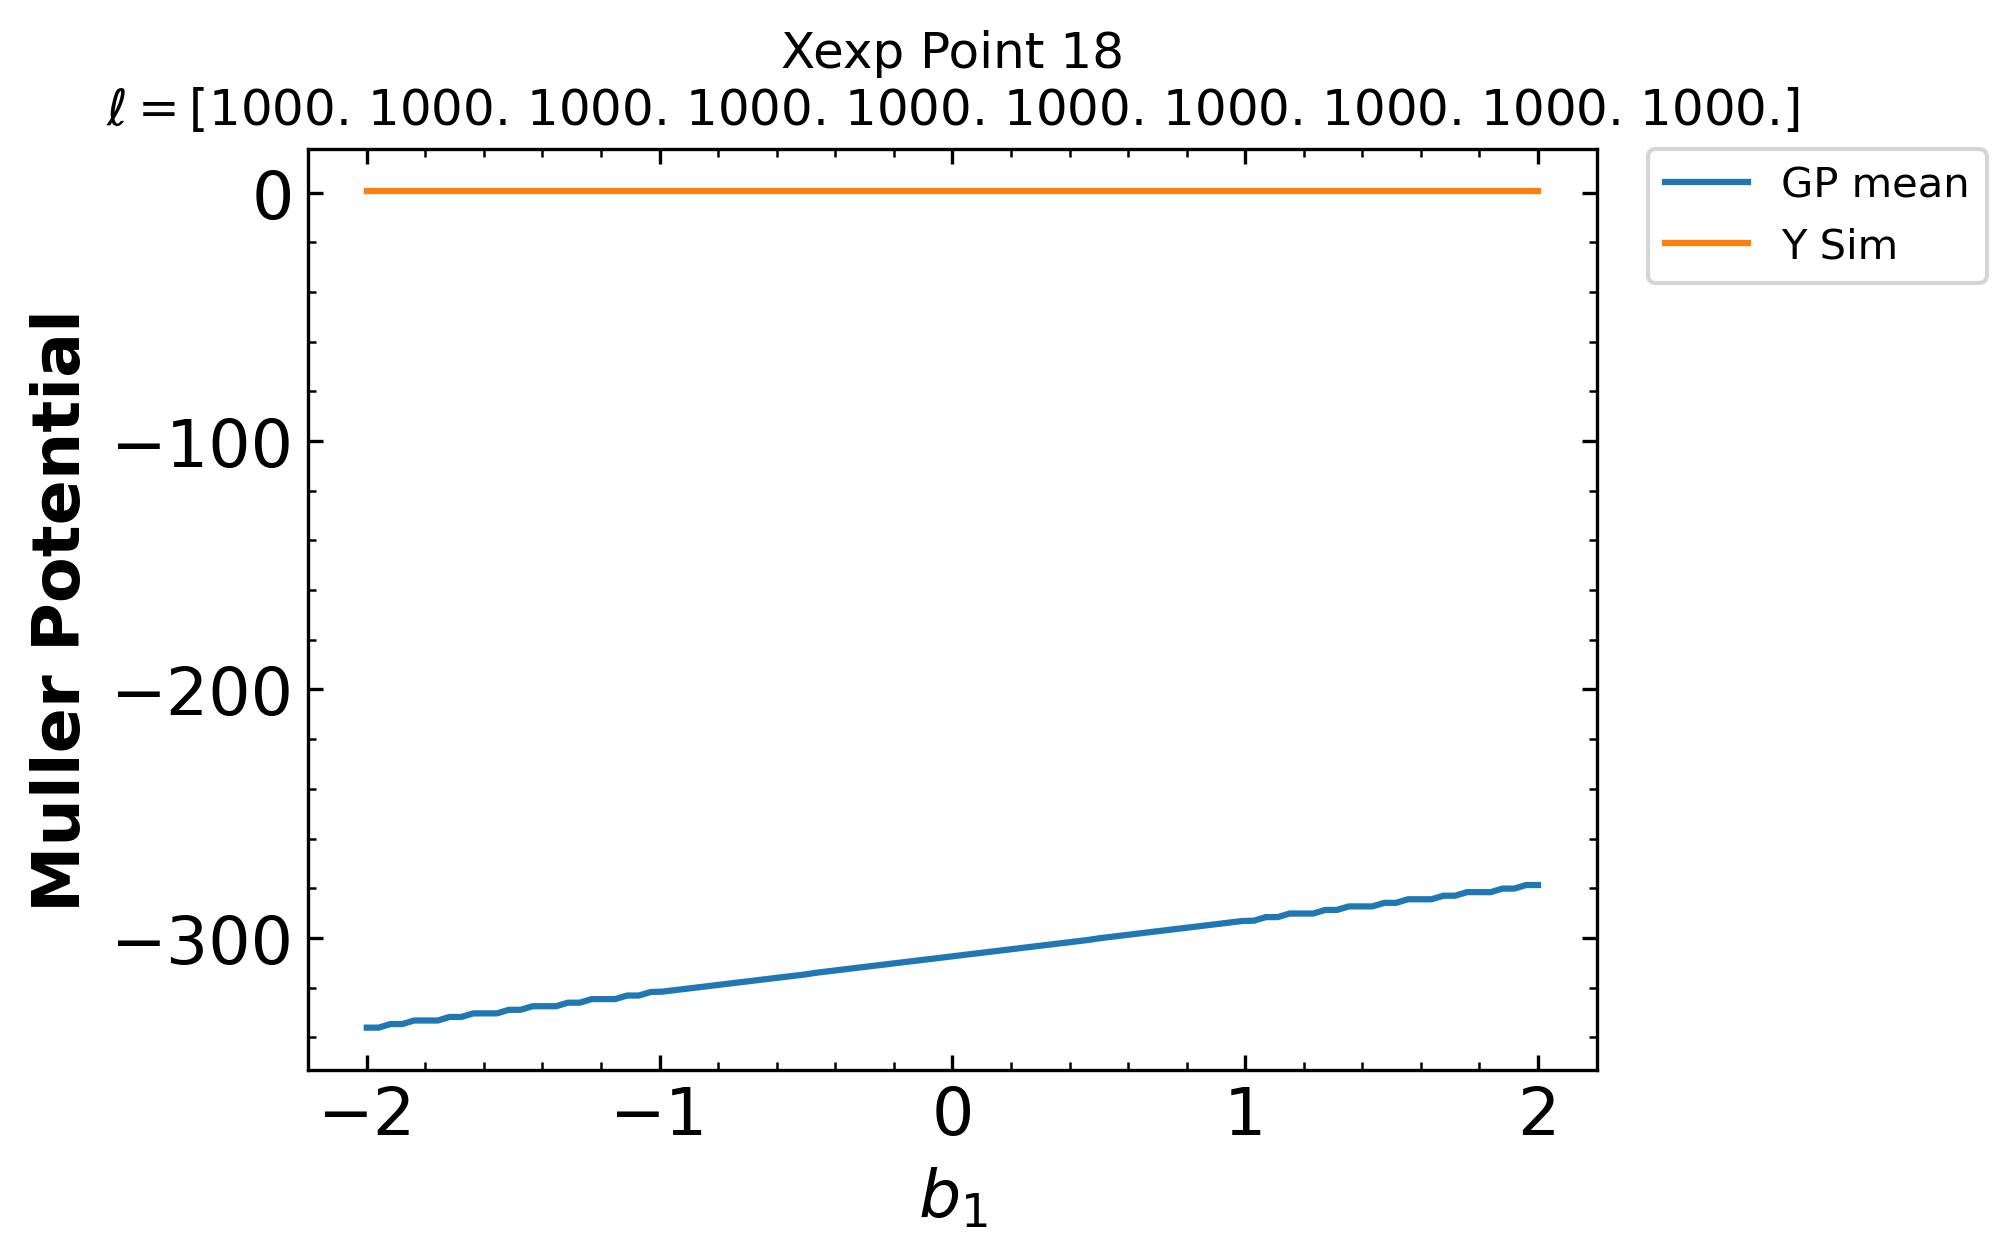 Xexp Point 18
ℓ = [1000. 1000. 1000. 1000. 1000. 1000. 1000. 1000. 1000. 1000.]
GP mean
Y Sim
Muller Potential
0
−100
−200
−300
−2 −1 0 1 2
b₁